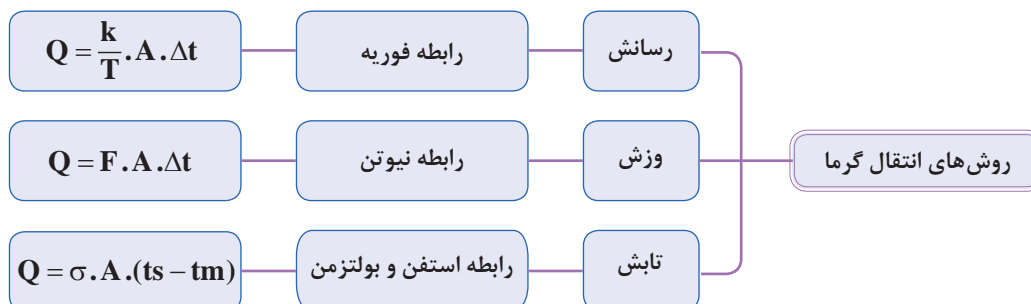 روش‌های انتقال گرما
رسانش
رابطه فوریه
Q = k/T . A . Δt
وزش
رابطه نیوتن
Q = F . A . Δt
تابش
رابطه استفن و بولتزمن
Q = σ . A . (ts − tm)